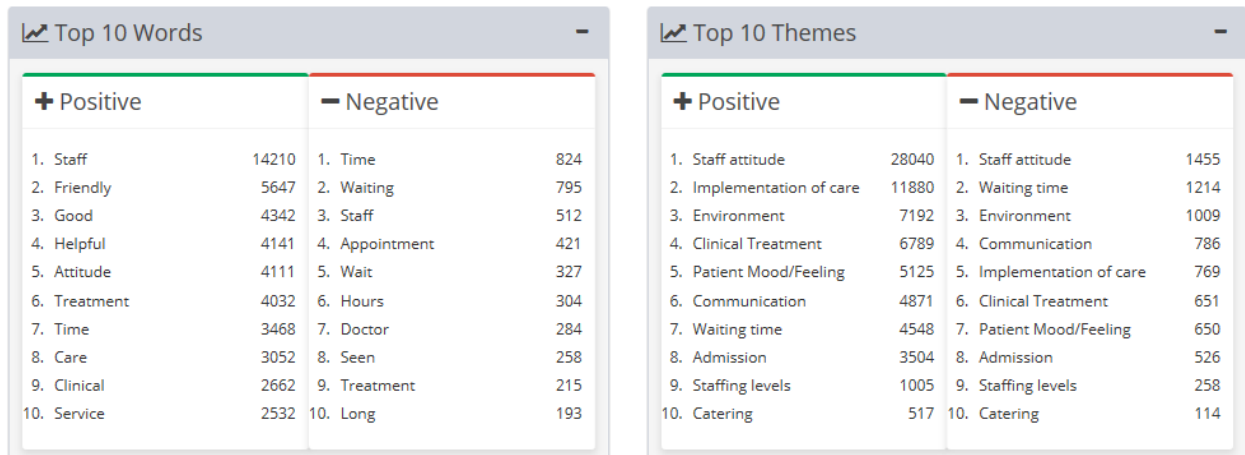 Top 10 Words
Positive
1. Staff 14210
2. Friendly 5647
3. Good 4342
4. Helpful 4141
5. Attitude 4111
6. Treatment 4032
7. Time 3468
8. Care 3052
9. Clinical 2662
10. Service 2532
Negative
1. Time 824
2. Waiting 795
3. Staff 512
4. Appointment 421
5. Wait 327
6. Hours 304
7. Doctor 284
8. Seen 258
9. Treatment 215
10. Long 193
Top 10 Themes
Positive
1. Staff attitude 28040
2. Implementation of care 11880
3. Environment 7192
4. Clinical Treatment 6789
5. Patient Mood/Feeling 5125
6. Communication 4871
7. Waiting time 4548
8. Admission 3504
9. Staffing levels 1005
10. Catering 517
Negative
1. Staff attitude 1455
2. Waiting time 1214
3. Environment 1009
4. Communication 786
5. Implementation of care 769
6. Clinical Treatment 651
7. Patient Mood/Feeling 650
8. Admission 526
9. Staffing levels 258
10. Catering 114